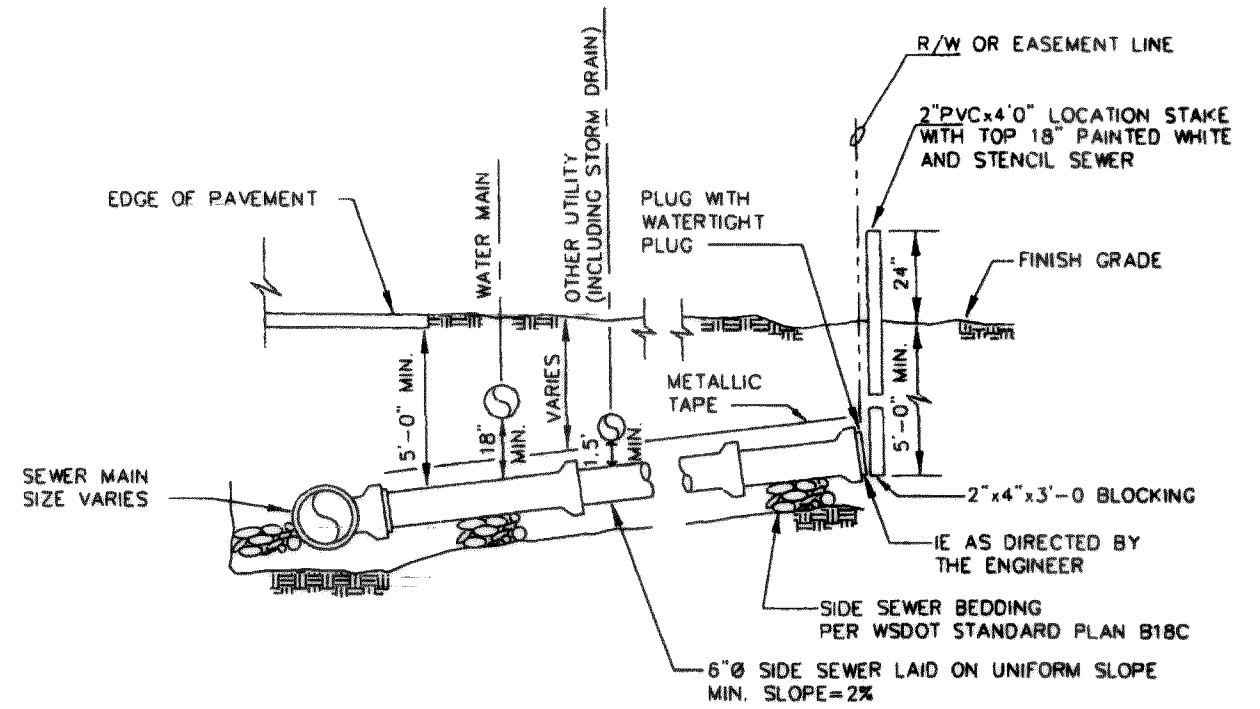 R/W OR EASEMENT LINE
2"PVCx4'0" LOCATION STAKE
WITH TOP 18" PAINTED WHITE
AND STENCIL SEWER
EDGE OF PAVEMENT
WATER MAIN
OTHER UTILITY
(INCLUDING STORM DRAIN)
PLUG WITH
WATERTIGHT
PLUG
24"
FINISH GRADE
5'-0" MIN.
18"
MIN.
VARIES
1.5'
MIN.
METALLIC
TAPE
5'-0" MIN.
SEWER MAIN
SIZE VARIES
2"x4"x3'-0 BLOCKING
IE AS DIRECTED BY
THE ENGINEER
SIDE SEWER BEDDING
PER WSDOT STANDARD PLAN B18C
6"Ø SIDE SEWER LAID ON UNIFORM SLOPE
MIN. SLOPE=2%